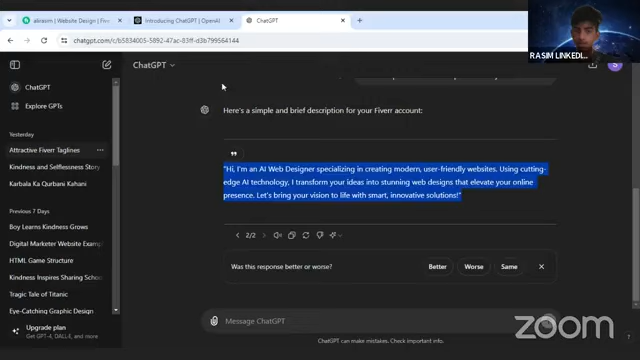 alirasim | Website Design | Fiver
Introducing ChatGPT | OpenAI
ChatGPT
chatgpt.com/c/b5834005-5892-47ac-83ff-d3b799564144
RASIM LINKEDI...
ChatGPT
ChatGPT
S
Explore GPTs
Here's a simple and brief description for your Fiverr account:
Yesterday
Attractive Fiverr Taglines
Kindness and Selflessness Story
Karbala Ka Qurbani Kahani
"Hi, I'm an AI Web Designer specializing in creating modern, user-friendly websites. Using cutting-
edge AI technology, I transform your ideas into stunning web designs that elevate your online
presence. Let's bring your vision to life with smart, innovative solutions!"
Previous 7 Days
Boy Learns Kindness Grows
Digital Marketer Website Examp
HTML Game Structure
Kindness Inspires Sharing Schoo
Tragic Tale of Titanic
Eye-Catching Graphic Design
2/2
Was this response better or worse?
Better
Worse
Same
Upgrade plan
Get GPT-4, DALL-E, and more
Message ChatGPT
ChatGPT can make mistakes. Check important info.
zoom